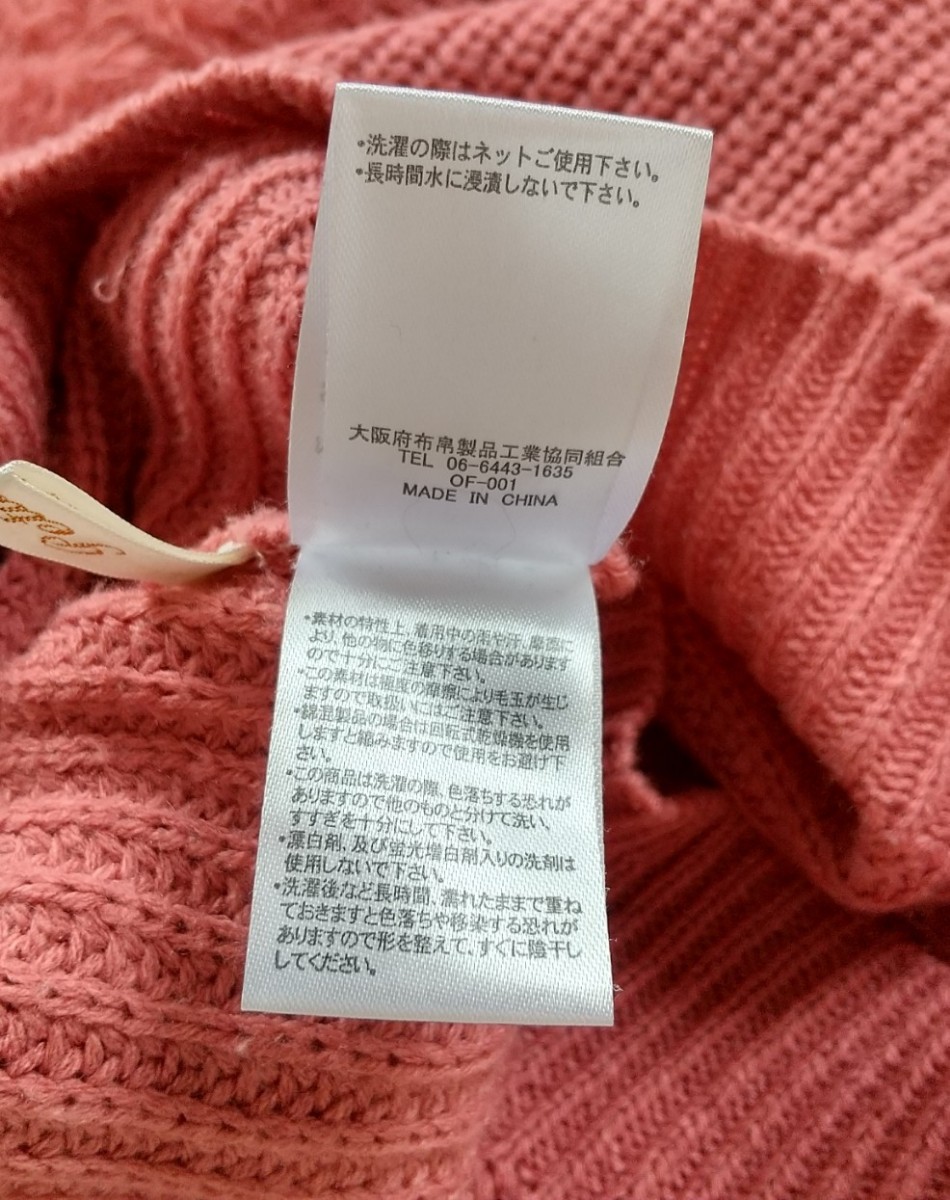 ・洗濯の際はネットご使用下さい。
・長時間水に浸漬しないで下さい。
大阪府布帛製品工業協同組合
TEL 06-6443-1635
OF-001
MADE IN CHINA
・素材の特性上、着用中の雨や汗、摩擦に
より、他の物に色移りする場合があります
ので十分にご注意下さい。
・この素材は極度の摩擦により毛玉が生じ
ますので取扱いにはご注意下さい。
・綿混製品の場合は回転式乾燥機を使用
しますと縮みますので使用をお避け下
さい。
・この商品は洗濯の際、色落ちする恐れが
ありますので他のものと分けて洗い、
すすぎを十分にして下さい。
・漂白剤、及び蛍光増白剤入りの洗剤は
使用しないで下さい。
・洗濯後など長時間、濡れたままで重ね
ておきますと色落ちや移染する恐れが
ありますので形を整えて、すぐに陰干し
してください。